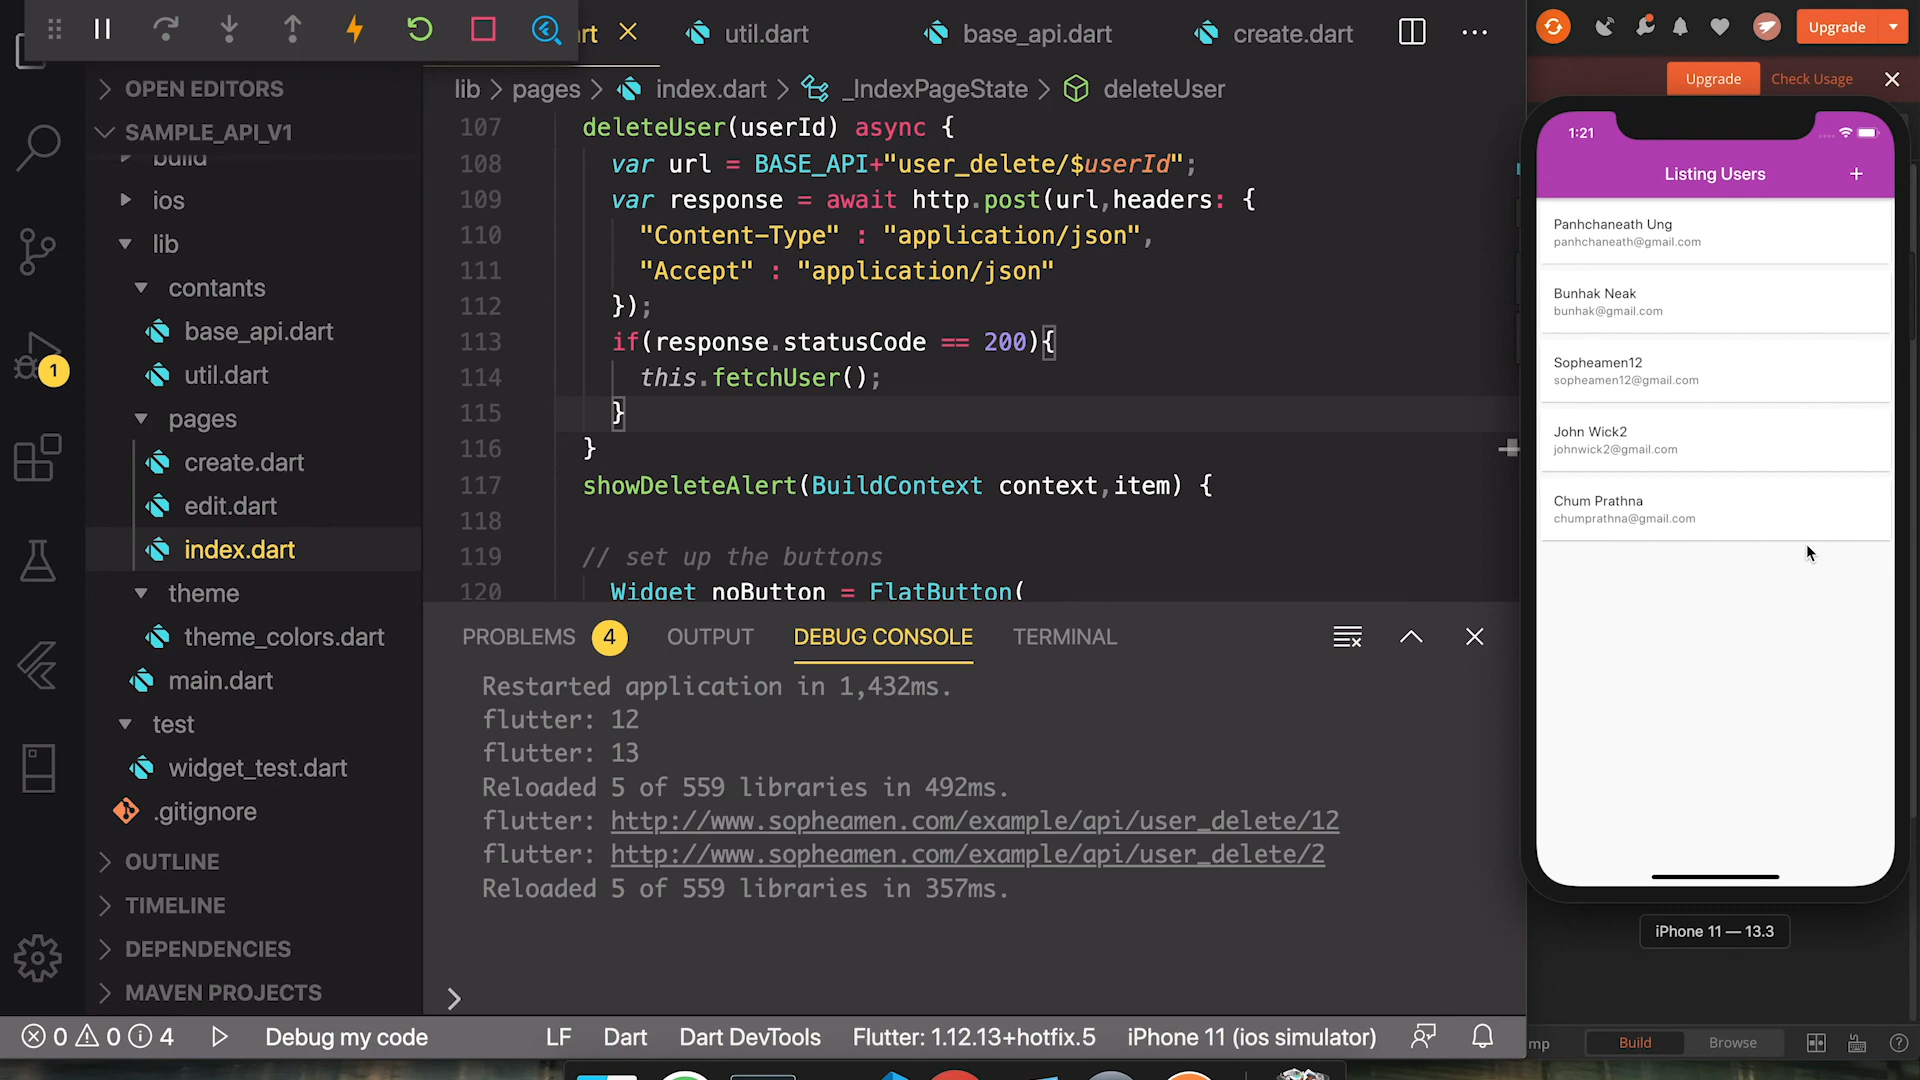 rt
util.dart
base_api.dart
create.dart
Upgrade
OPEN EDITORS
SAMPLE_API_V1
build
ios
lib
contants
base_api.dart
util.dart
pages
create.dart
edit.dart
index.dart
theme
theme_colors.dart
main.dart
test
widget_test.dart
.gitignore
OUTLINE
TIMELINE
DEPENDENCIES
MAVEN PROJECTS
1
lib > pages > index.dart > _IndexPageState > deleteUser
107 deleteUser(userId) async {
108 var url = BASE_API+"user_delete/$userId";
109 var response = await http.post(url,headers: {
110 "Content-Type" : "application/json",
111 "Accept" : "application/json"
112 });
113 if(response.statusCode == 200){
114 this.fetchUser();
115 }
116 }
117 showDeleteAlert(BuildContext context,item) {
118
119 // set up the buttons
120 Widget noButton = FlatButton(
PROBLEMS 4 OUTPUT DEBUG CONSOLE TERMINAL
Restarted application in 1,432ms.
flutter: 12
flutter: 13
Reloaded 5 of 559 libraries in 492ms.
flutter: http://www.sopheamen.com/example/api/user_delete/12
flutter: http://www.sopheamen.com/example/api/user_delete/2
Reloaded 5 of 559 libraries in 357ms.
Upgrade Check Usage
1:21
Listing Users +
Panhchaneath Ung
panhchaneath@gmail.com
Bunhak Neak
bunhak@gmail.com
Sopheamen12
sopheamen12@gmail.com
John Wick2
johnwick2@gmail.com
Chum Prathna
chumprathna@gmail.com
iPhone 11 — 13.3
0 0 4 Debug my code LF Dart Dart DevTools Flutter: 1.12.13+hotfix.5 iPhone 11 (ios simulator)
mp Build Browse